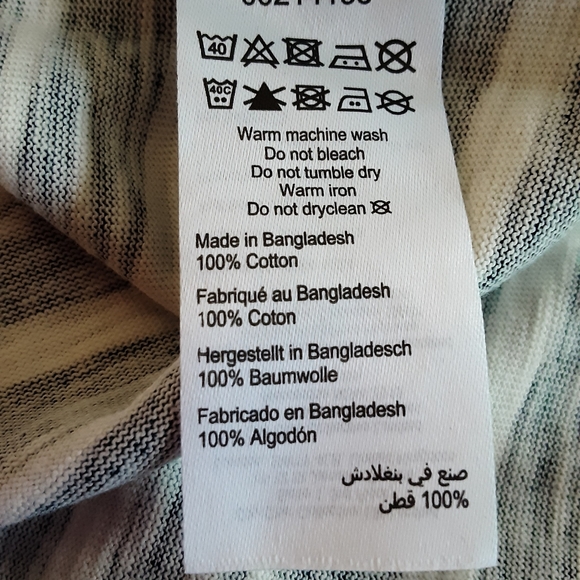 40
40C
Warm machine wash
Do not bleach
Do not tumble dry
Warm iron
Do not dryclean
Made in Bangladesh
100% Cotton
Fabriqué au Bangladesh
100% Coton
Hergestellt in Bangladesch
100% Baumwolle
Fabricado en Bangladesh
100% Algodón
صنع في بنغلادش
100% قطن